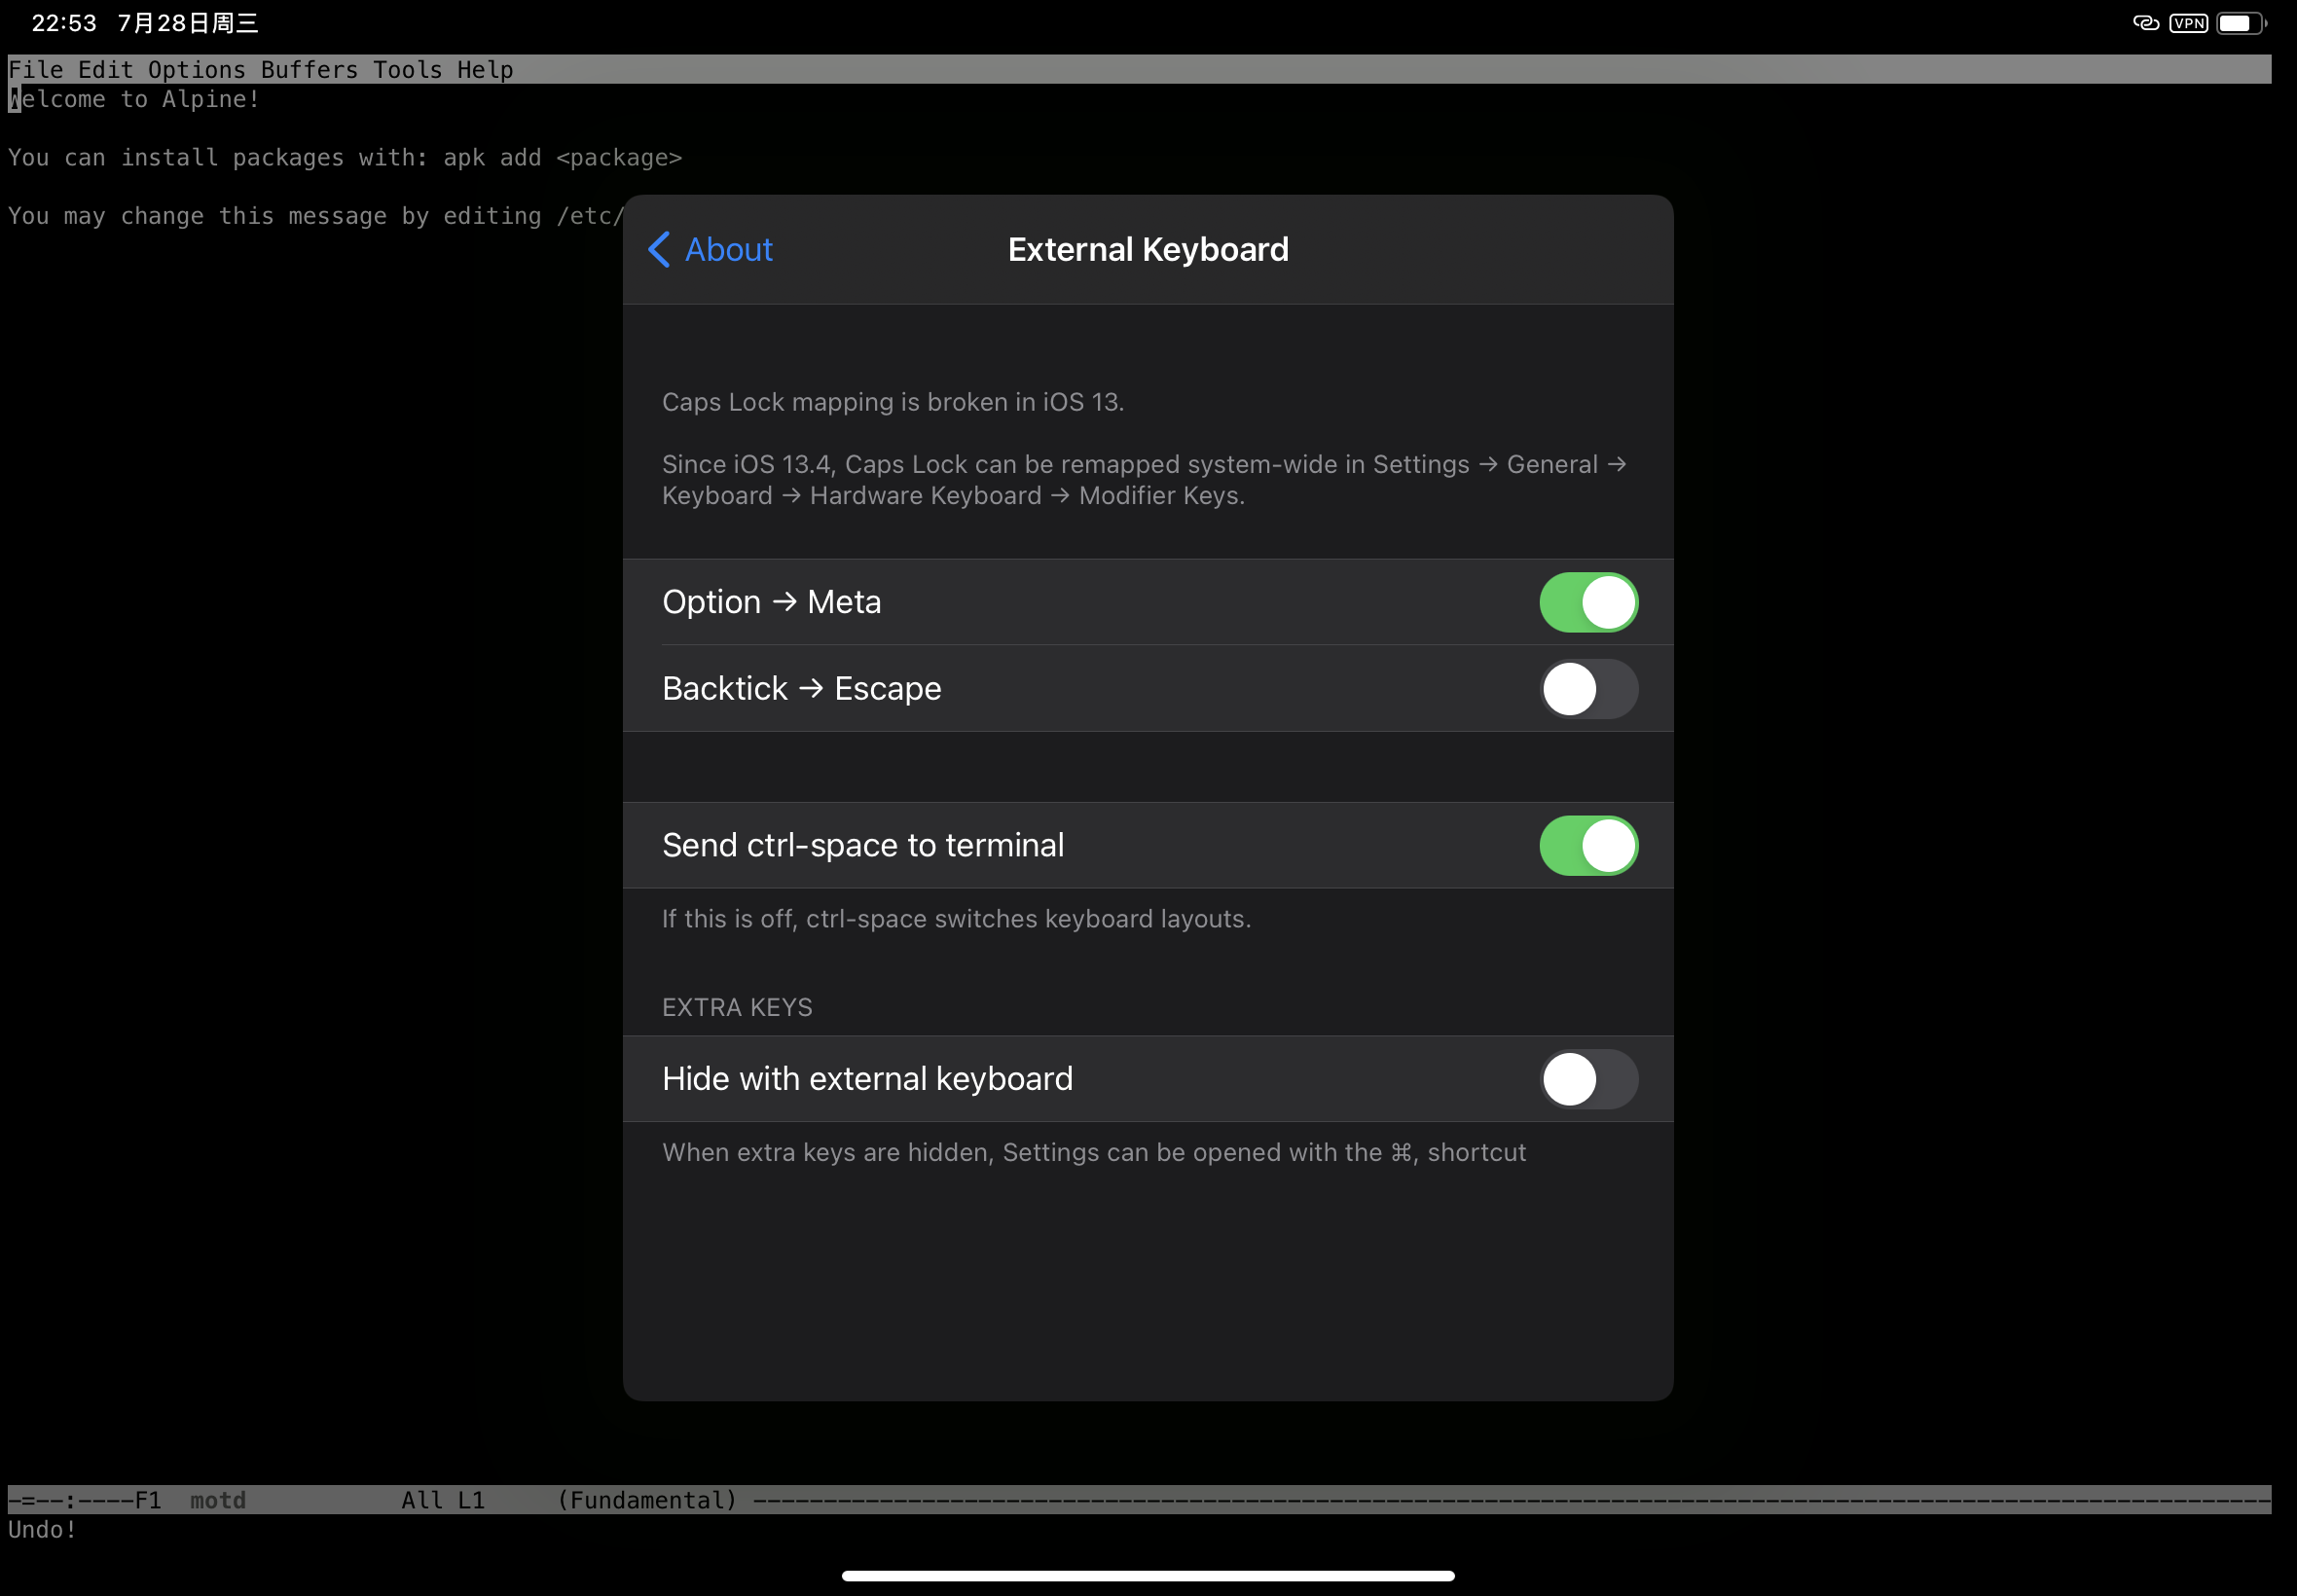 22:53 7月28日周三
VPN
File Edit Options Buffers Tools Help
Welcome to Alpine!
You can install packages with: apk add <package>
You may change this message by editing /etc/
About
External Keyboard
Caps Lock mapping is broken in iOS 13.
Since iOS 13.4, Caps Lock can be remapped system-wide in Settings → General →
Keyboard → Hardware Keyboard → Modifier Keys.
Option → Meta
Backtick → Escape
Send ctrl-space to terminal
If this is off, ctrl-space switches keyboard layouts.
EXTRA KEYS
Hide with external keyboard
When extra keys are hidden, Settings can be opened with the ⌘, shortcut
-=--:----F1 motd All L1 (Fundamental) ------------------------------------------------------------------------------------------------------------
Undo!